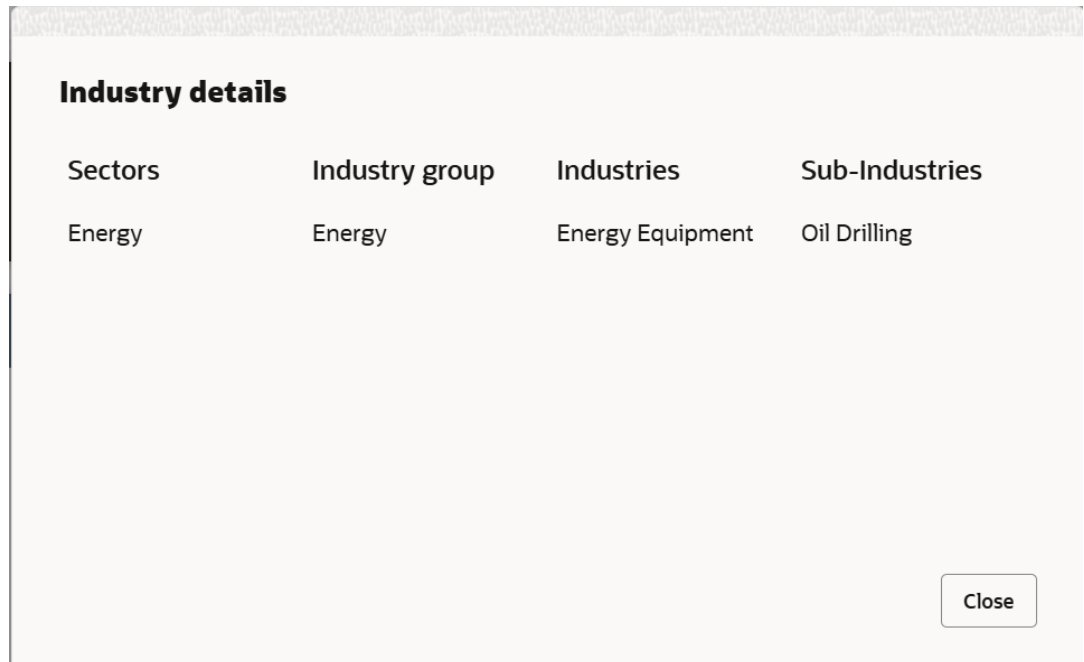 Industry details
Sectors Industry group Industries Sub-Industries
Energy Energy Energy Equipment Oil Drilling
Close